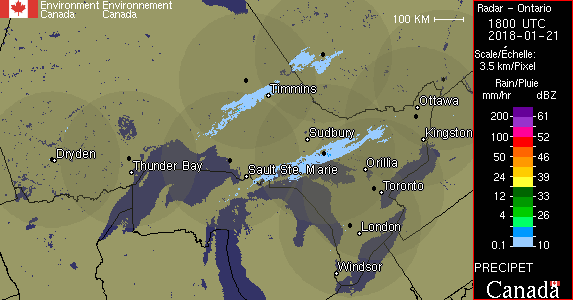 Environment Environnement
Canada Canada
100 KM
Radar - Ontario
1800 UTC
2018-01-21
Scale/Échelle:
3.5 km/Pixel
Rain/Pluie
mm/hr dBZ
200 61
100 52
50 46
24 39
12 33
4 26
0.1 10
PRECIPET
Canada
Timmins
Ottawa
Sudbury
Kingston
Dryden
Thunder Bay
Sault Ste. Marie
Orillia
Toronto
London
Windsor